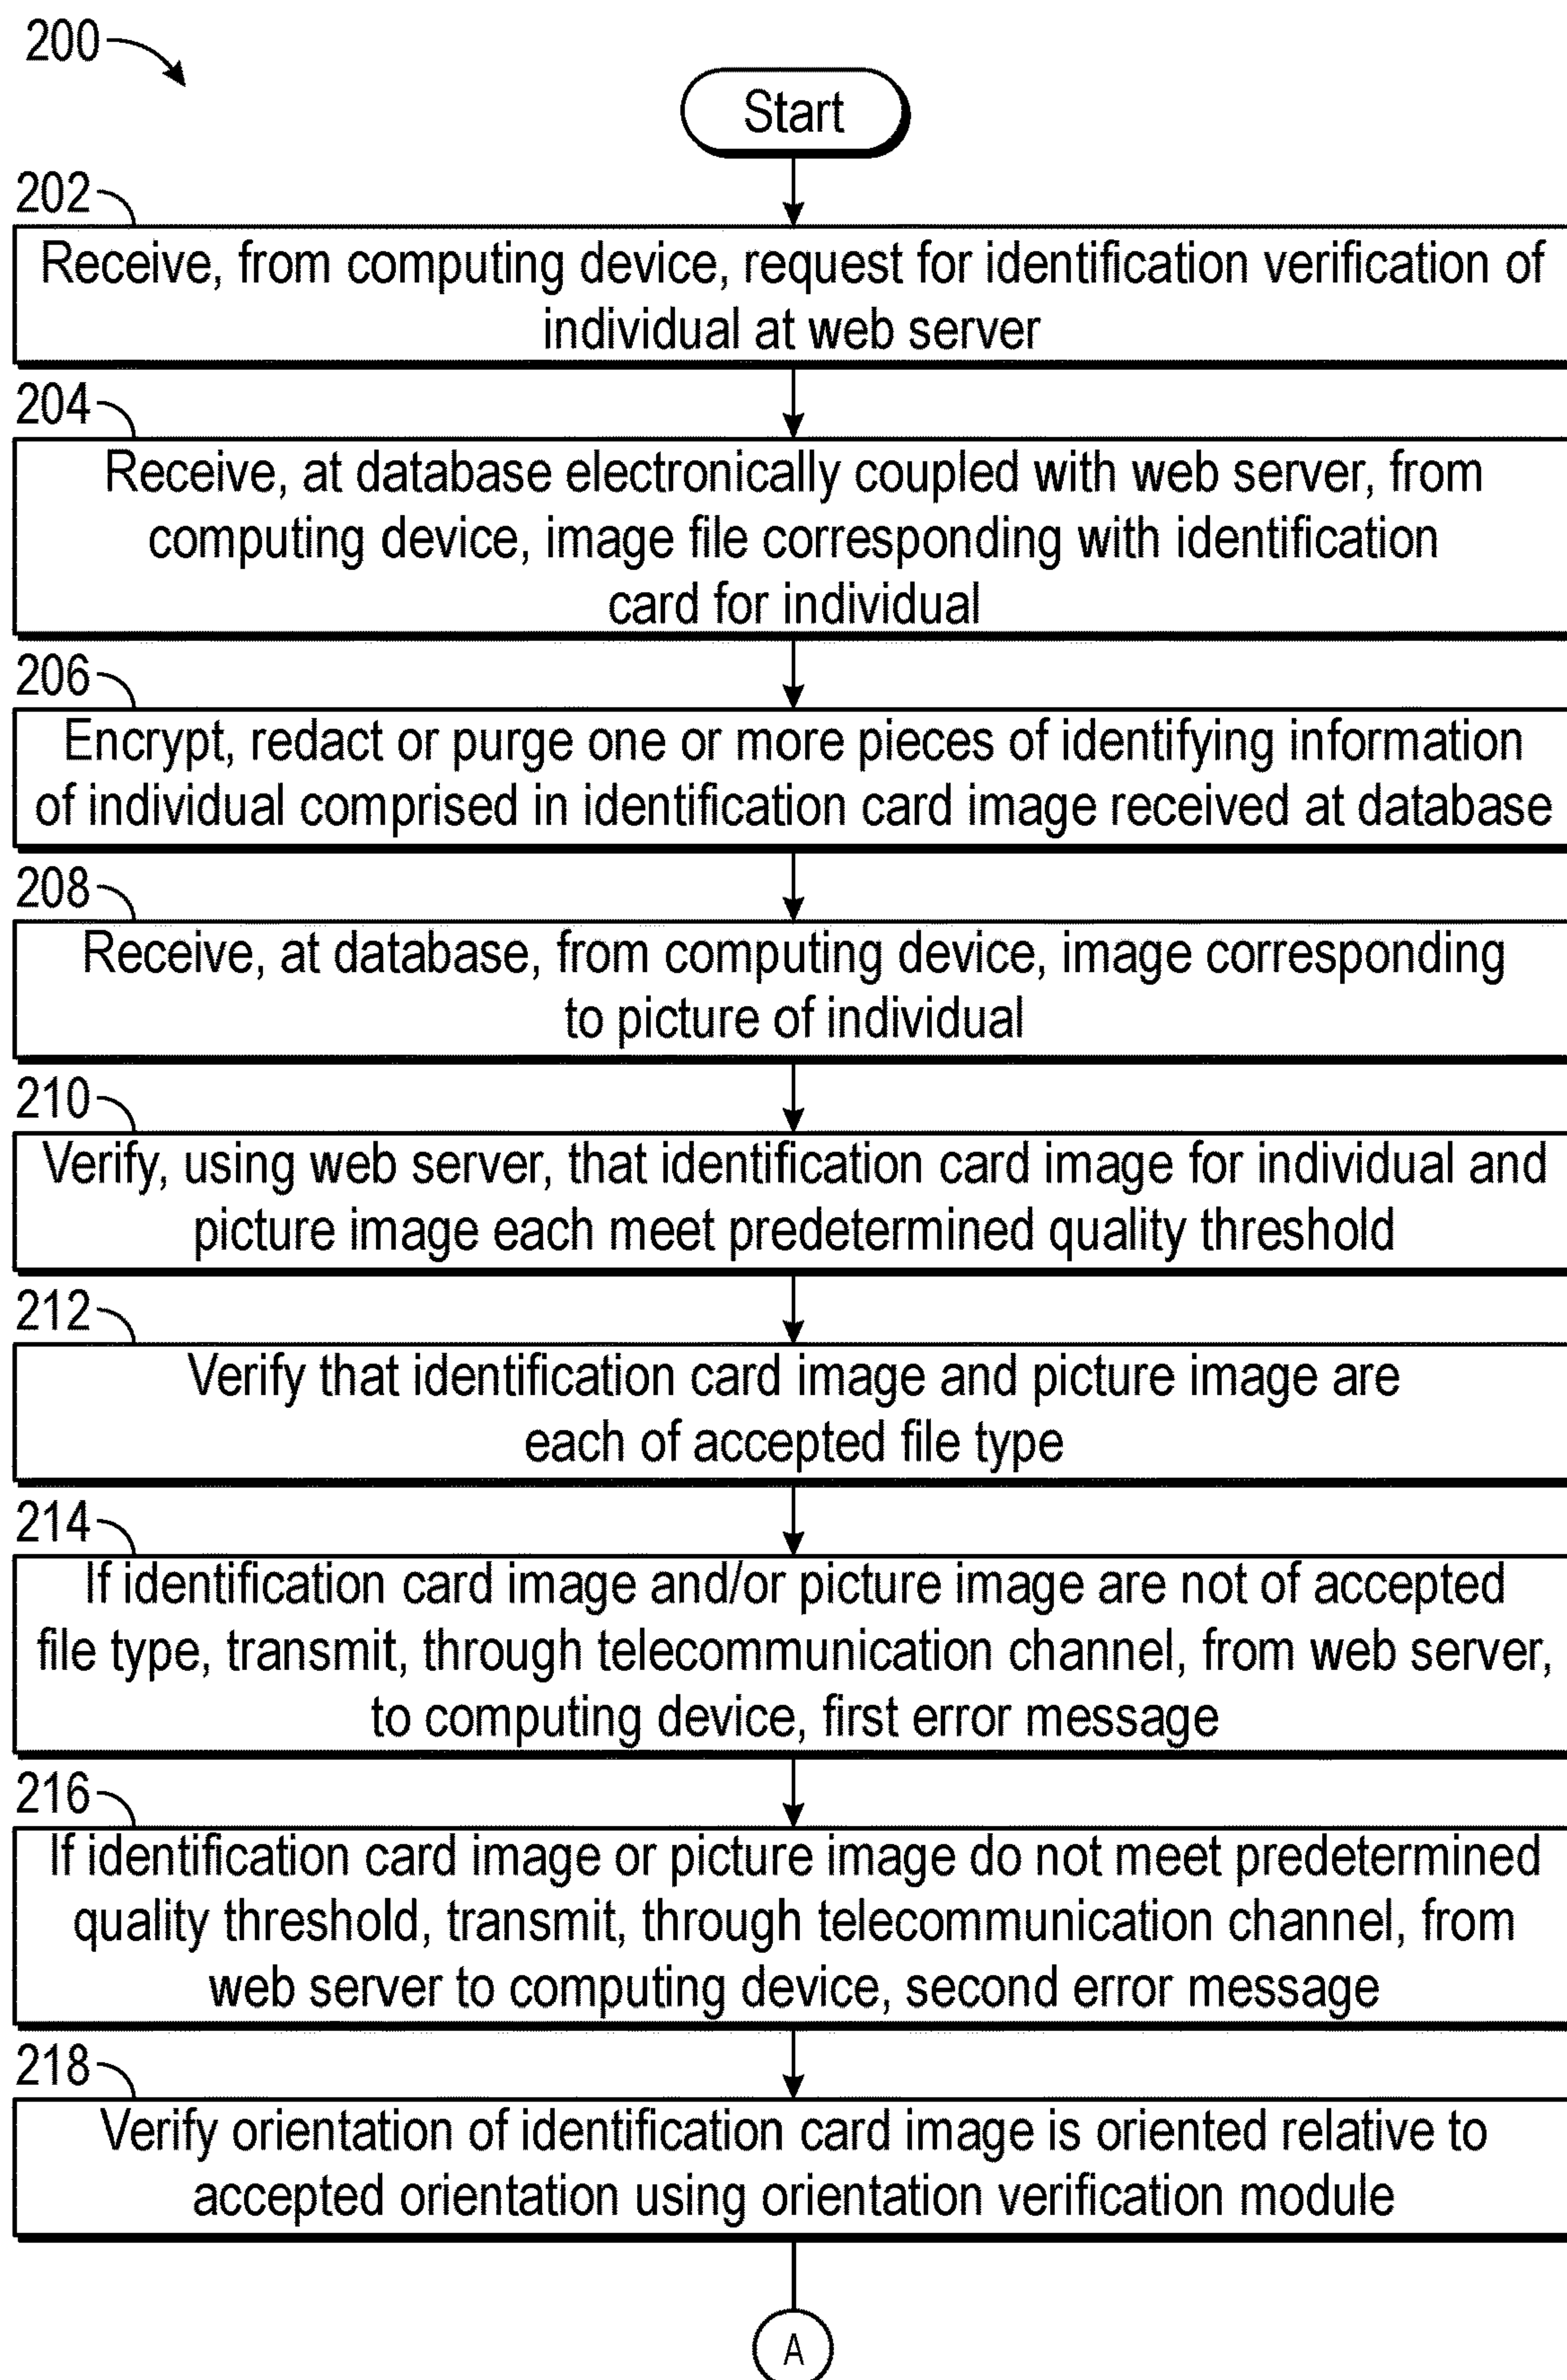 200
Start
202
Receive, from computing device, request for identification verification of
individual at web server
204
Receive, at database electronically coupled with web server, from
computing device, image file corresponding with identification
card for individual
206
Encrypt, redact or purge one or more pieces of identifying information
of individual comprised in identification card image received at database
208
Receive, at database, from computing device, image corresponding
to picture of individual
210
Verify, using web server, that identification card image for individual and
picture image each meet predetermined quality threshold
212
Verify that identification card image and picture image are
each of accepted file type
214
If identification card image and/or picture image are not of accepted
file type, transmit, through telecommunication channel, from web server,
to computing device, first error message
216
If identification card image or picture image do not meet predetermined
quality threshold, transmit, through telecommunication channel, from
web server to computing device, second error message
218
Verify orientation of identification card image is oriented relative to
accepted orientation using orientation verification module
A